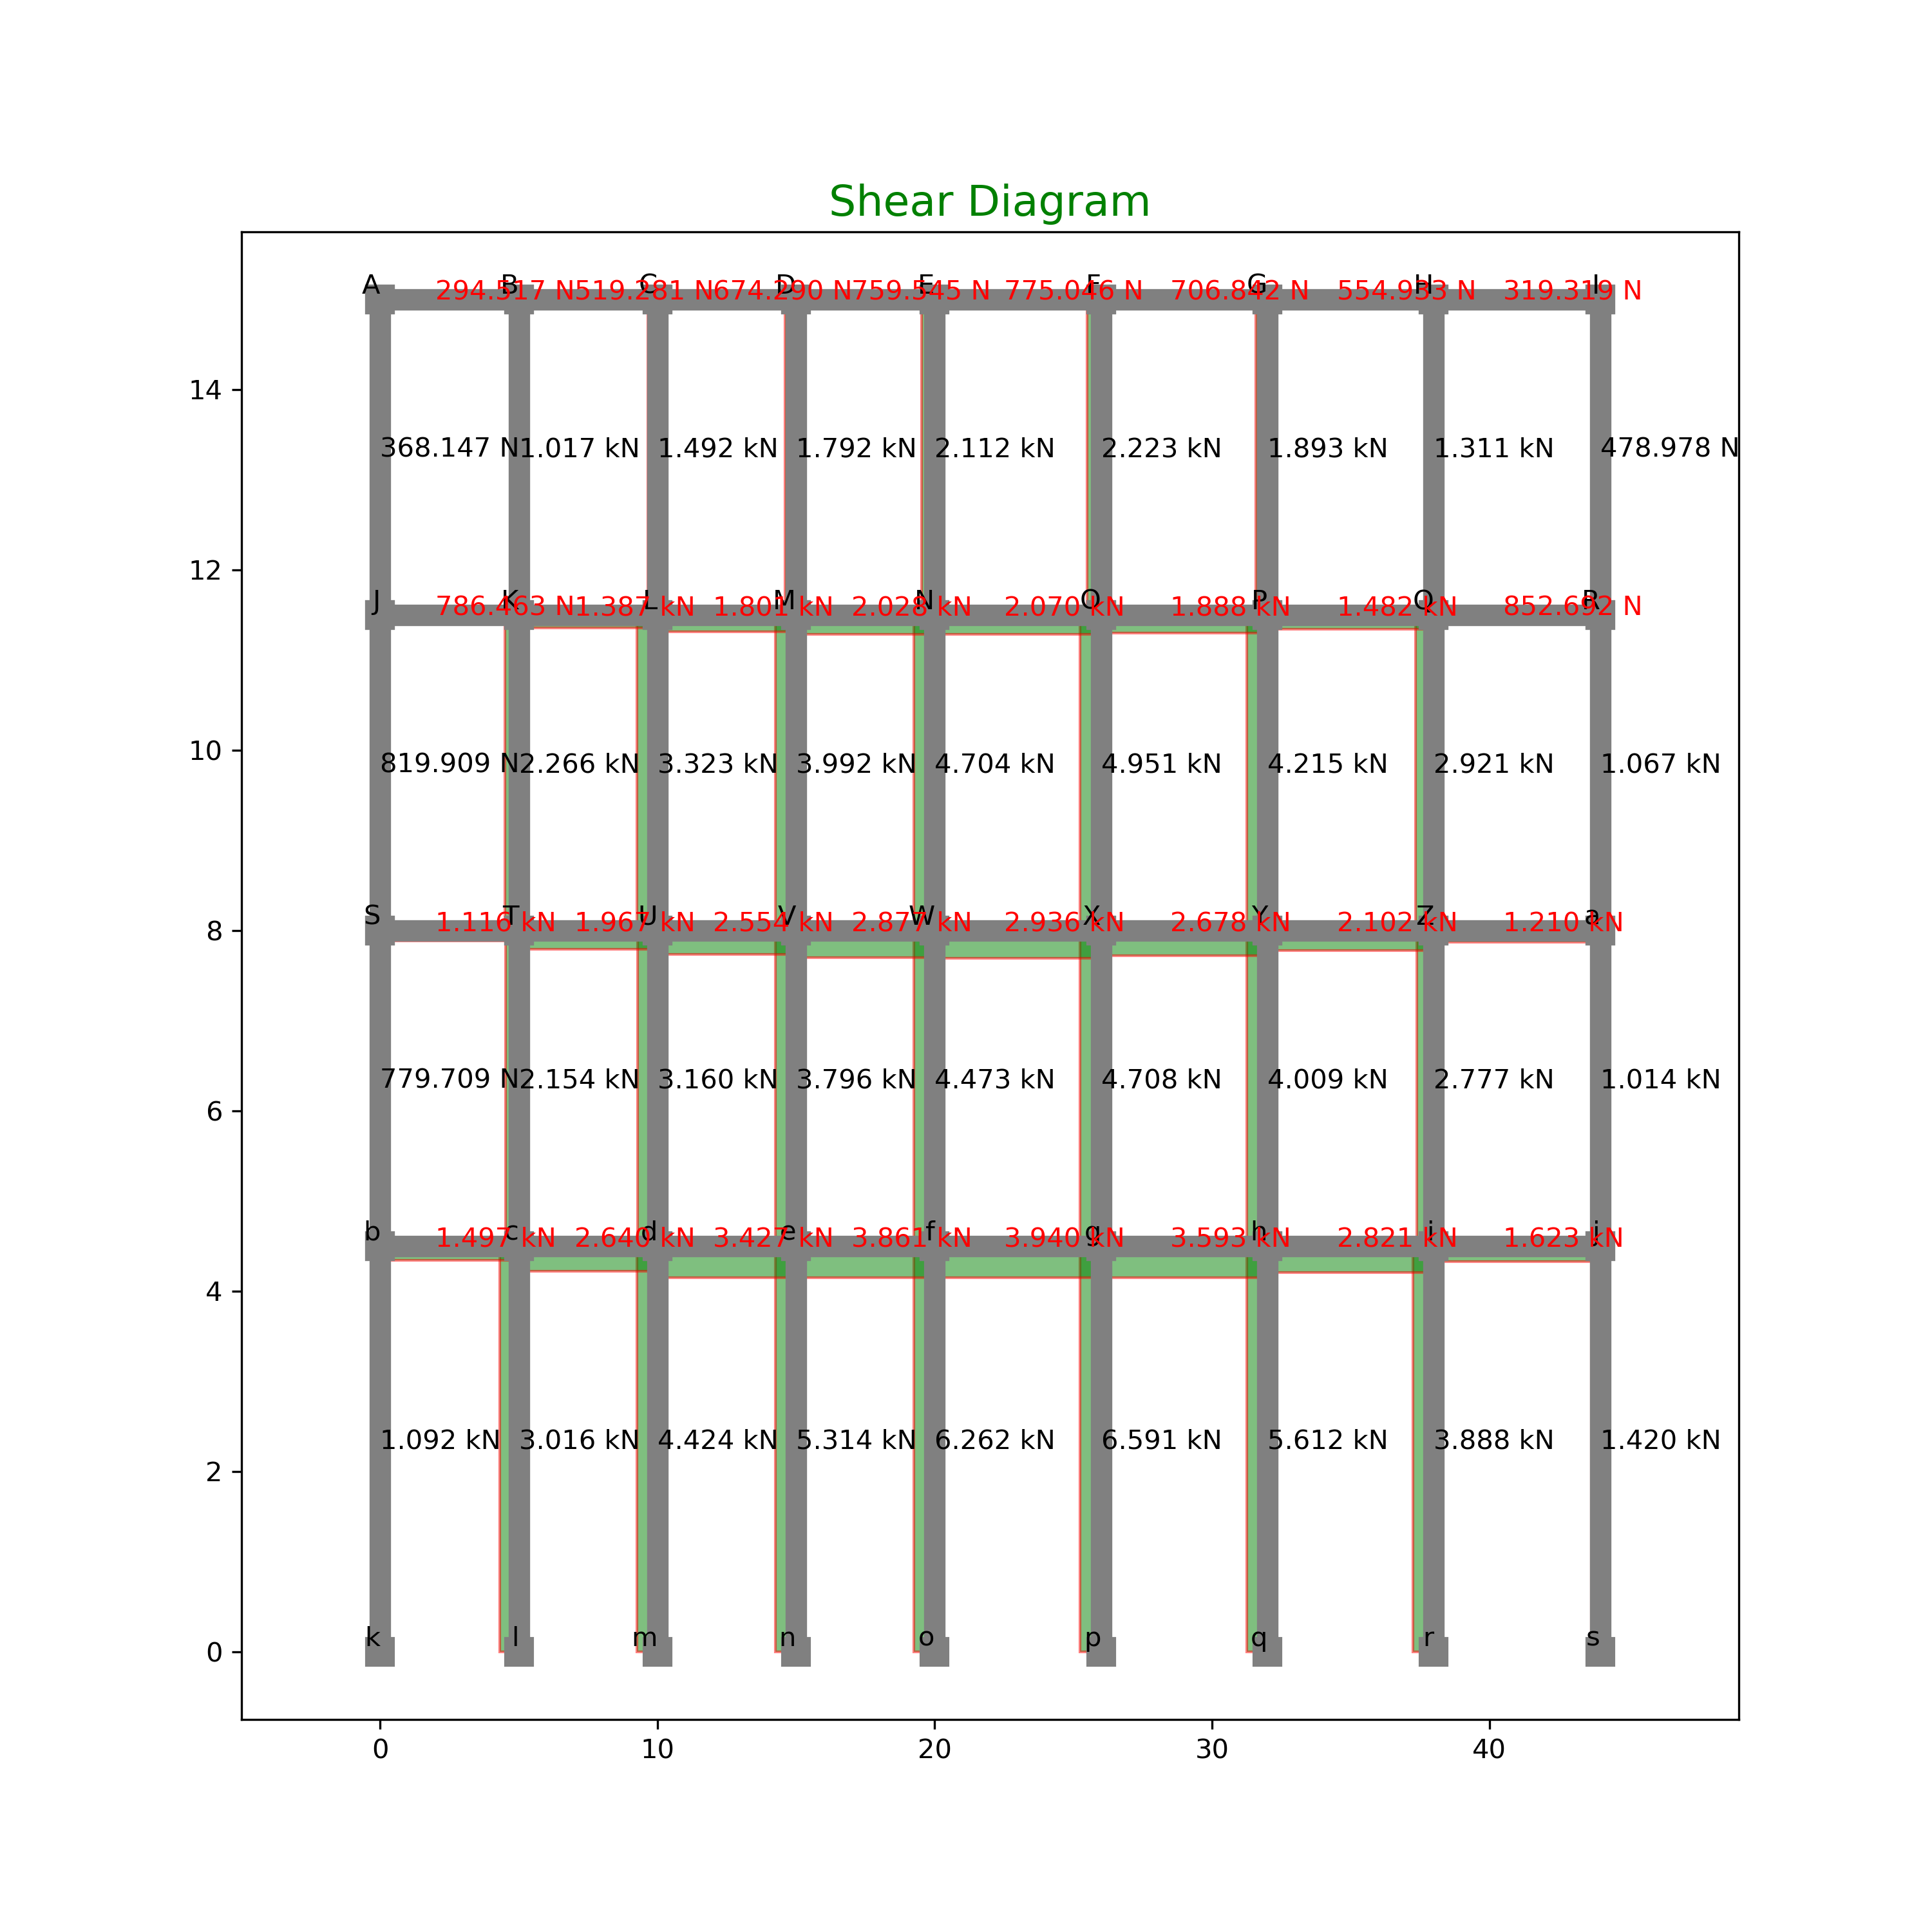 Shear Diagram
A B C D E F G H I
294.517 N 519.281 N 674.290 N 759.545 N 775.046 N 706.842 N 554.933 N 319.319 N
14
368.147 N 1.017 kN 1.492 kN 1.792 kN 2.112 kN 2.223 kN 1.893 kN 1.311 kN 478.978 N
12
J K L M N O P Q R
786.463 N 1.387 kN 1.801 kN 2.028 kN 2.070 kN 1.888 kN 1.482 kN 852.692 N
10
819.909 N 2.266 kN 3.323 kN 3.992 kN 4.704 kN 4.951 kN 4.215 kN 2.921 kN 1.067 kN
S T U V W X Y Z a
8
1.116 kN 1.967 kN 2.554 kN 2.877 kN 2.936 kN 2.678 kN 2.102 kN 1.210 kN
779.709 N 2.154 kN 3.160 kN 3.796 kN 4.473 kN 4.708 kN 4.009 kN 2.777 kN 1.014 kN
6
b c d e f g h i j
1.497 kN 2.640 kN 3.427 kN 3.861 kN 3.940 kN 3.593 kN 2.821 kN 1.623 kN
4
1.092 kN 3.016 kN 4.424 kN 5.314 kN 6.262 kN 6.591 kN 5.612 kN 3.888 kN 1.420 kN
2
k l m n o p q r s
0
0 10 20 30 40